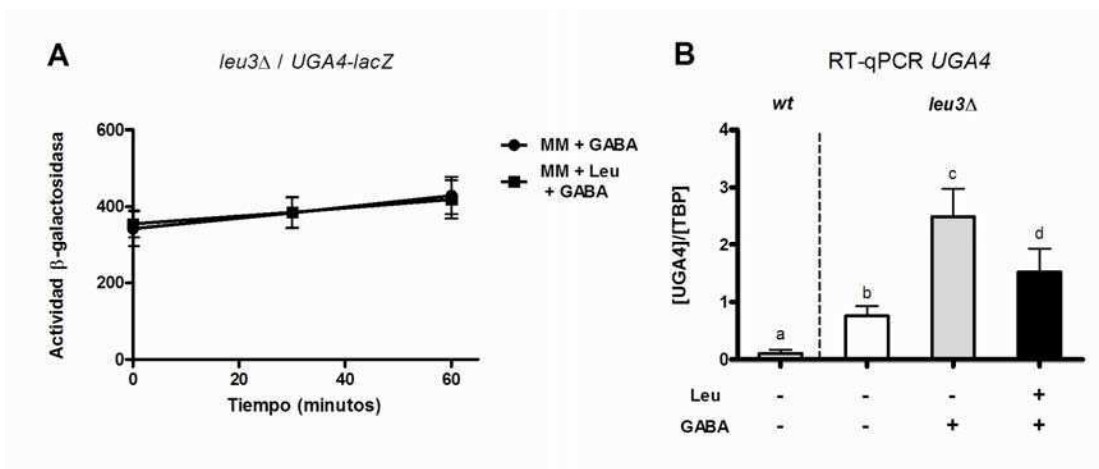 A
leu3Δ / UGA4-lacZ
Actividad β-galactosidasa
600
400
200
0
0 20 40 60
Tiempo (minutos)
MM + GABA
MM + Leu
+ GABA
B
RT-qPCR UGA4
wt leu3Δ
[UGA4]/[TBP]
4
3
2
1
0
a
b
c
d
Leu - - - +
GABA - - + +